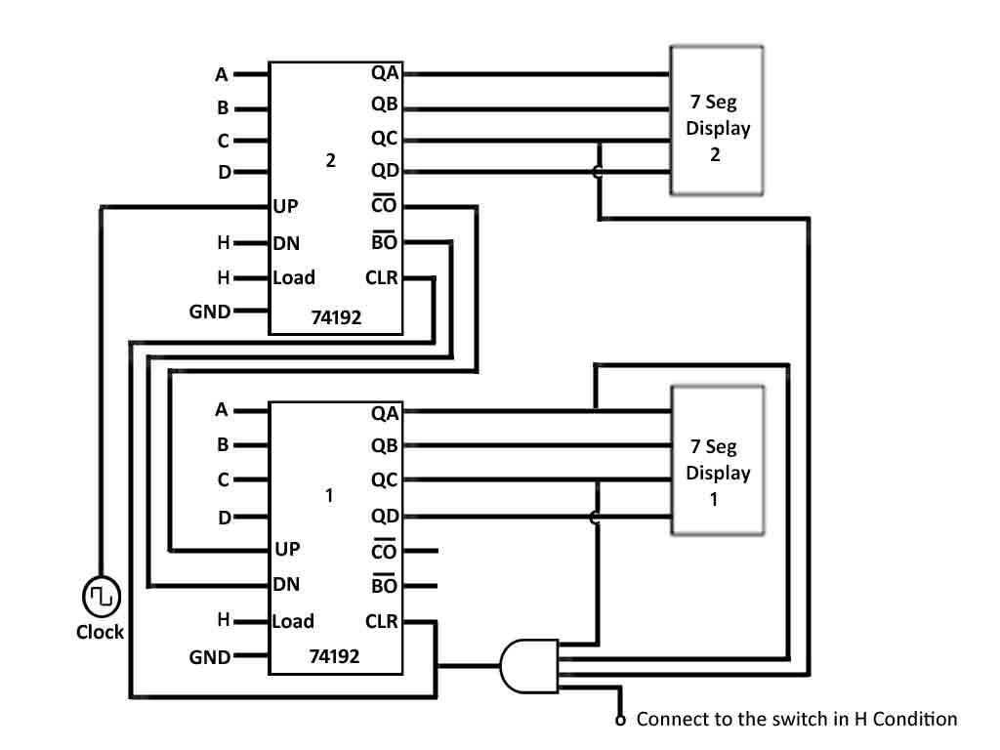 A
B
C
D
UP
H
DN
H
Load
GND
QA
QB
QC
QD
CO
BO
CLR
2
74192
7 Seg
Display
2
A
B
C
D
UP
DN
H
Load
GND
QA
QB
QC
QD
CO
BO
CLR
1
74192
7 Seg
Display
1
Clock
Connect to the switch in H Condition